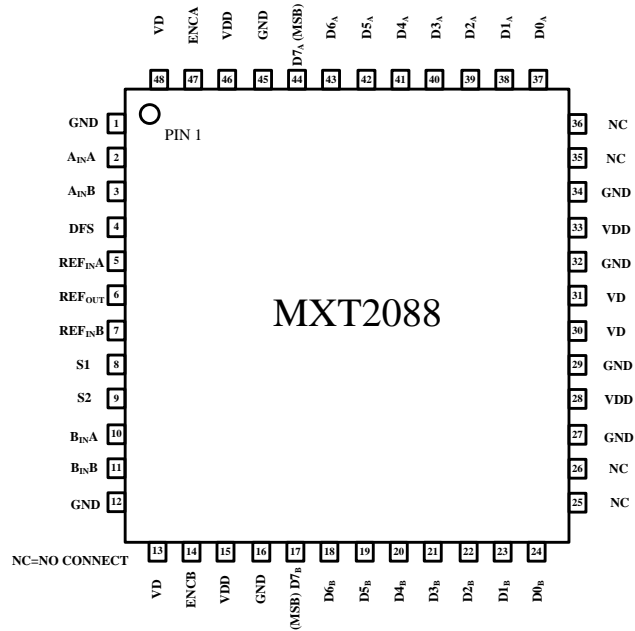 VD ENCA VDD GND D7A (MSB) D6A D5A D4A D3A D2A D1A D0A
48 47 46 45 44 43 42 41 40 39 38 37
GND 1 36 NC
PIN 1
AINA 2 35 NC
AINB 3 34 GND
DFS 4 33 VDD
REFINA 5 32 GND
REFOUT 6 31 VD
MXT2088
REFINB 7 30 VD
S1 8 29 GND
S2 9 28 VDD
BINA 10 27 GND
BINB 11 26 NC
GND 12 25 NC
13 14 15 16 17 18 19 20 21 22 23 24
NC=NO CONNECT
VD ENCB VDD GND (MSB) D7B D6B D5B D4B D3B D2B D1B D0B